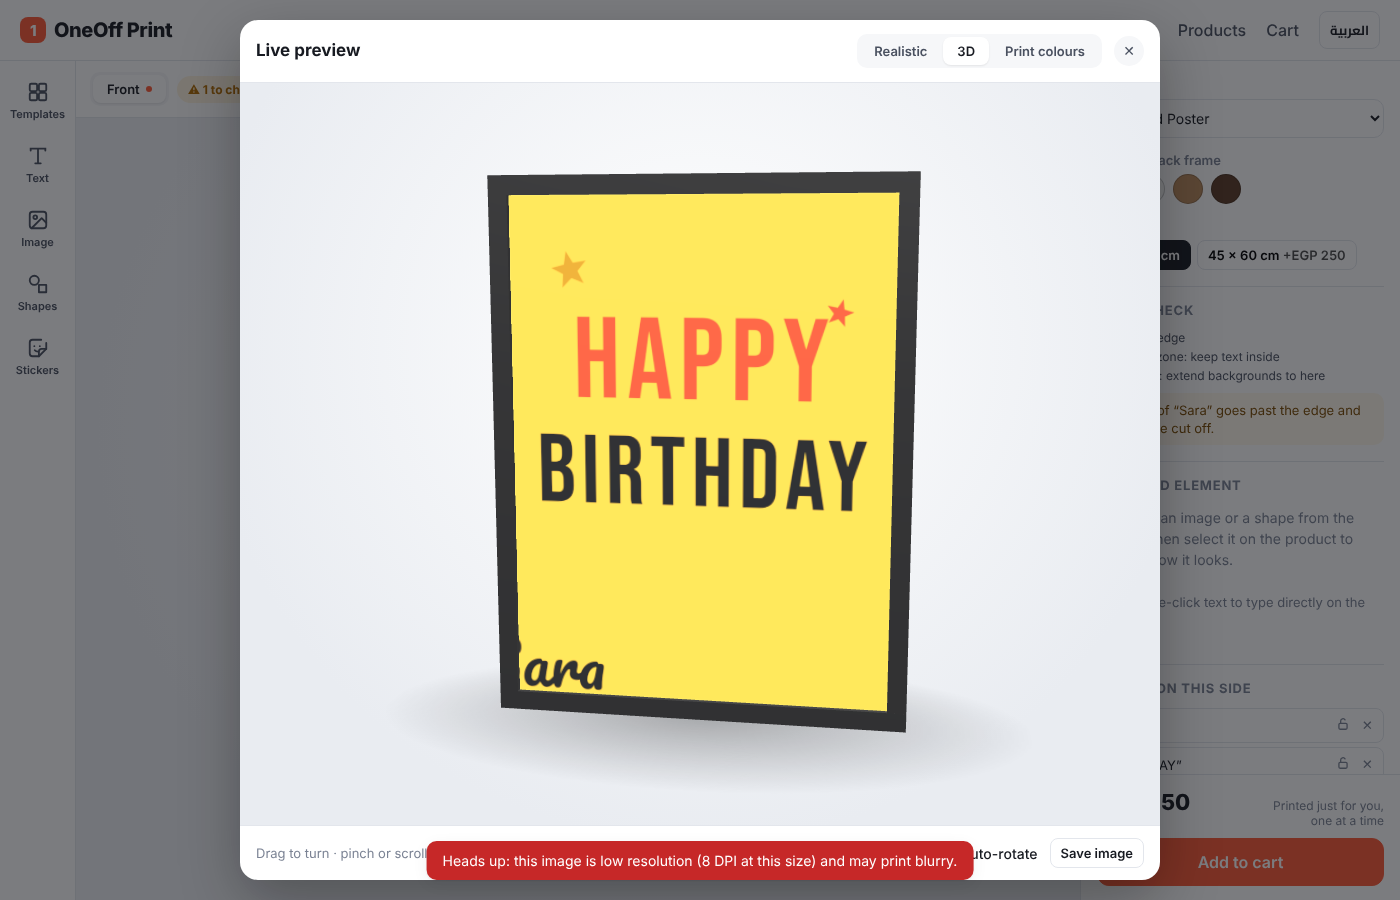 1 OneOff Print
Products
Cart
العربية
Live preview
Realistic
3D
Print colours
✕
Templates
Text
Image
Shapes
Stickers
Front
1 to ch
HAPPY
BIRTHDAY
ara
Poster
ack frame
cm
45 × 60 cm +EGP 250
HECK
edge
zone: keep text inside
: extend backgrounds to here
of “Sara” goes past the edge and
e cut off.
D ELEMENT
an image or a shape from the
hen select it on the product to
ow it looks.
e-click text to type directly on the
ON THIS SIDE
AY”
50
Printed just for you,
one at a time
Add to cart
Drag to turn · pinch or scroll
Heads up: this image is low resolution (8 DPI at this size) and may print blurry.
uto-rotate
Save image